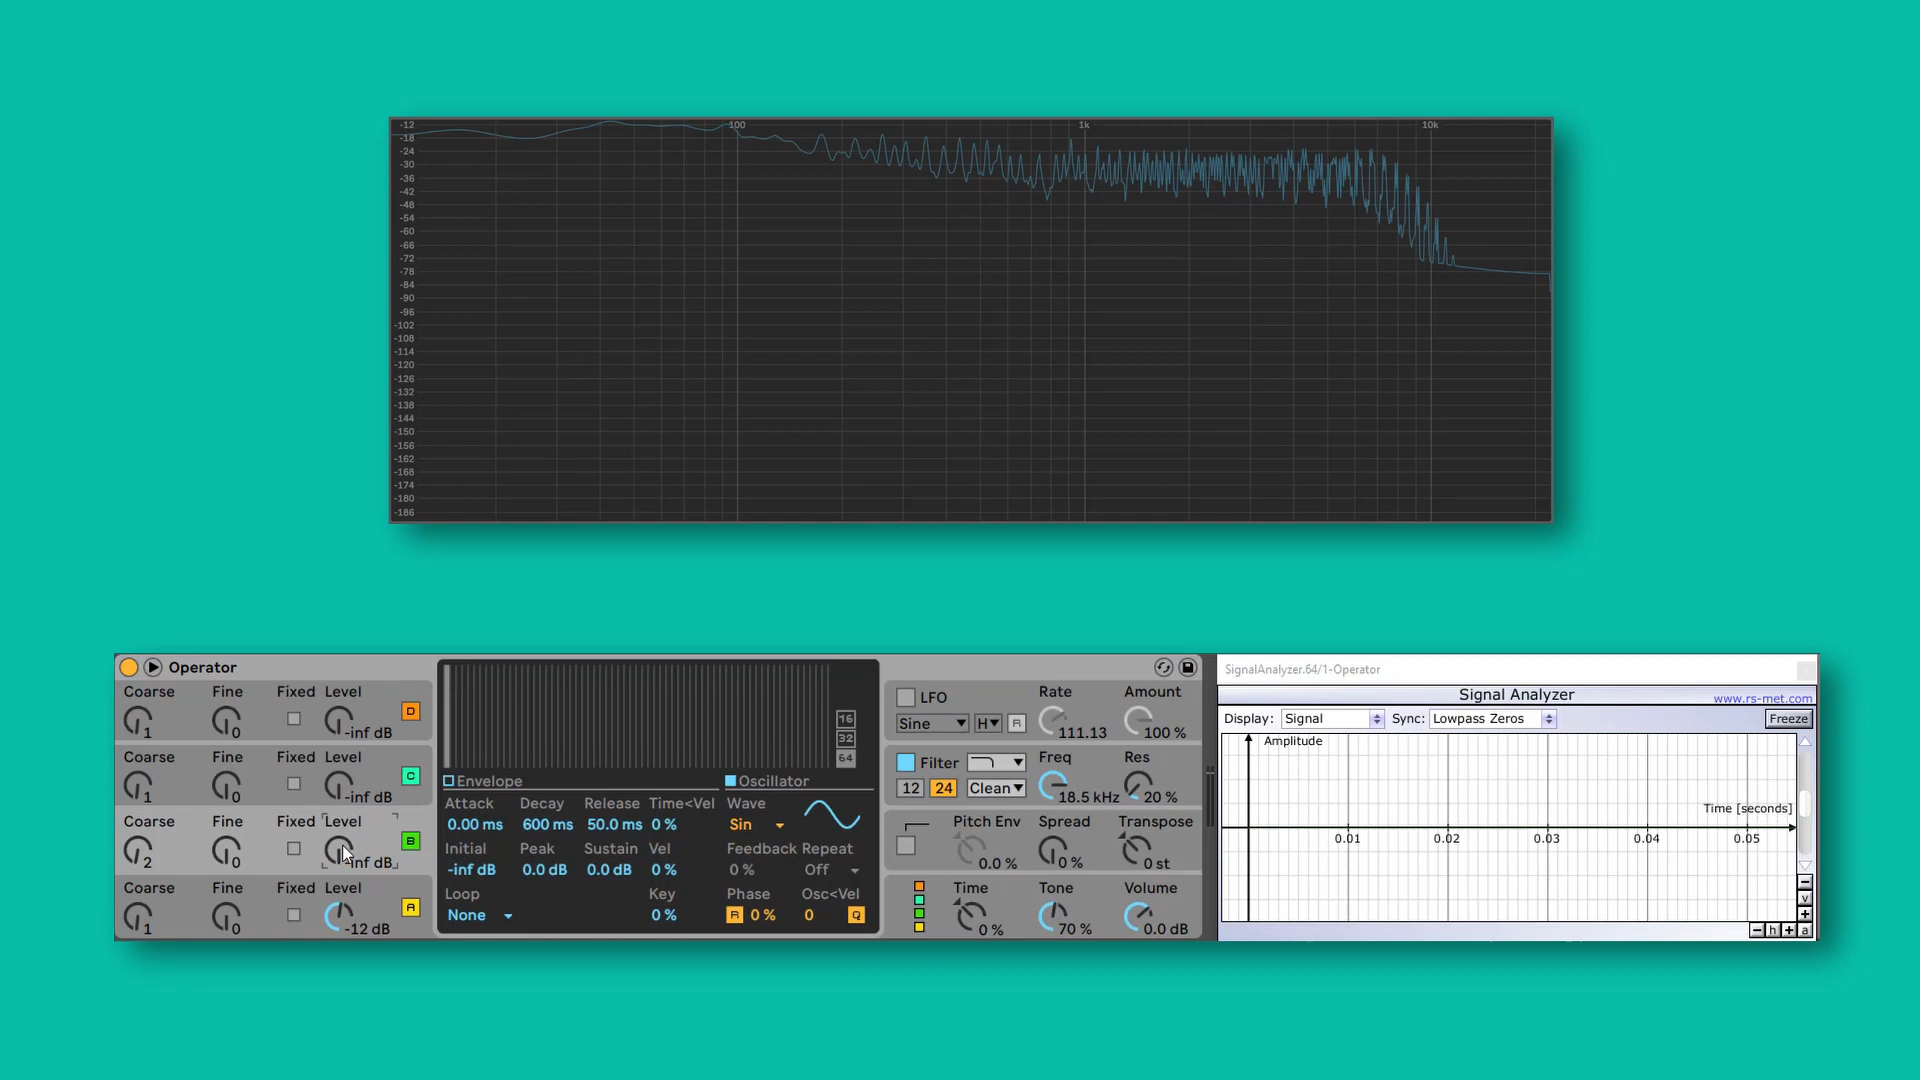 100 1k 10k
-12
-18
-24
-30
-36
-42
-48
-54
-60
-66
-72
-78
-84
-90
-96
-102
-108
-114
-120
-126
-132
-138
-144
-150
-156
-162
-168
-174
-180
-186
Operator
Coarse Fine Fixed Level
1 0 -inf dB D
Coarse Fine Fixed Level
1 0 -inf dB C
Coarse Fine Fixed Level
2 0 -inf dB B
Coarse Fine Fixed Level
1 0 -12 dB A
16
32
64
Envelope Oscillator
Attack Decay Release Time<Vel Wave
0.00 ms 600 ms 50.0 ms 0 % Sin
Initial Peak Sustain Vel Feedback Repeat
-inf dB 0.0 dB 0.0 dB 0 % 0 % Off
Loop Key Phase Osc<Vel
None 0 % R 0 % 0 Q
LFO Rate Amount
Sine H R 111.13 100 %
Filter Freq Res
12 24 Clean 18.5 kHz 20 %
Pitch Env Spread Transpose
0.0 % 0 % 0 st
Time Tone Volume
0 % 70 % 0.0 dB
SignalAnalyzer.64/1-Operator
Signal Analyzer www.rs-met.com
Display: Signal Sync: Lowpass Zeros Freeze
Amplitude
Time [seconds]
0.01 0.02 0.03 0.04 0.05
−
v
+
− h + a